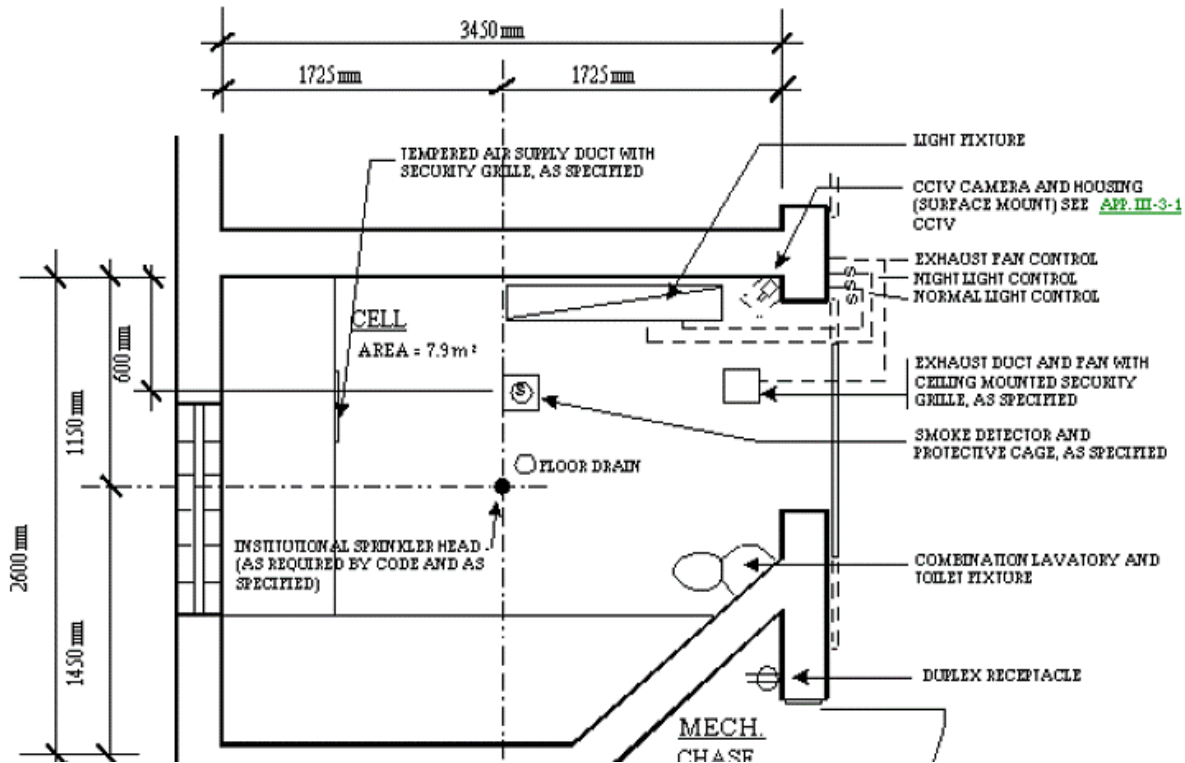 3450 mm
1725 mm
1725 mm
TEMPERED AIR SUPPLY DUCT WITH
SECURITY GRILLE, AS SPECIFIED
LIGHT FIXTURE
CCTV CAMERA AND HOUSING
(SURFACE MOUNT) SEE APP. III-3-1
CCTV
EXHAUST FAN CONTROL
NIGHT LIGHT CONTROL
NORMAL LIGHT CONTROL
S
S
S
CELL
AREA = 7.9 m²
600 mm
1150 mm
2600 mm
1450 mm
S
EXHAUST DUCT AND FAN WITH
CEILING MOUNTED SECURITY
GRILLE, AS SPECIFIED
SMOKE DETECTOR AND
PROTECTIVE CAGE, AS SPECIFIED
FLOOR DRAIN
INSTITUTIONAL SPRINKLER HEAD
(AS REQUIRED BY CODE AND AS
SPECIFIED)
COMBINATION LAVATORY AND
TOILET FIXTURE
DUPLEX RECEPTACLE
MECH.
CHASE